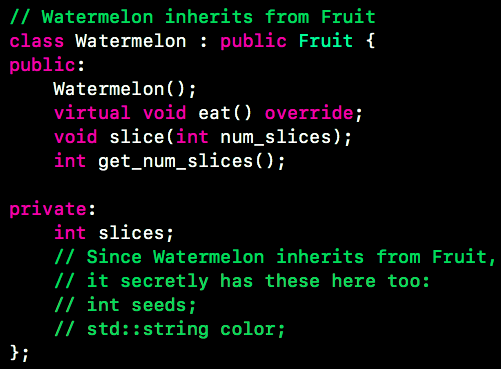 // Watermelon inherits from Fruit
class Watermelon : public Fruit {
public:
    Watermelon();
    virtual void eat() override;
    void slice(int num_slices);
    int get_num_slices();

private:
    int slices;
    // Since Watermelon inherits from Fruit,
    // it secretly has these here too:
    // int seeds;
    // std::string color;
};